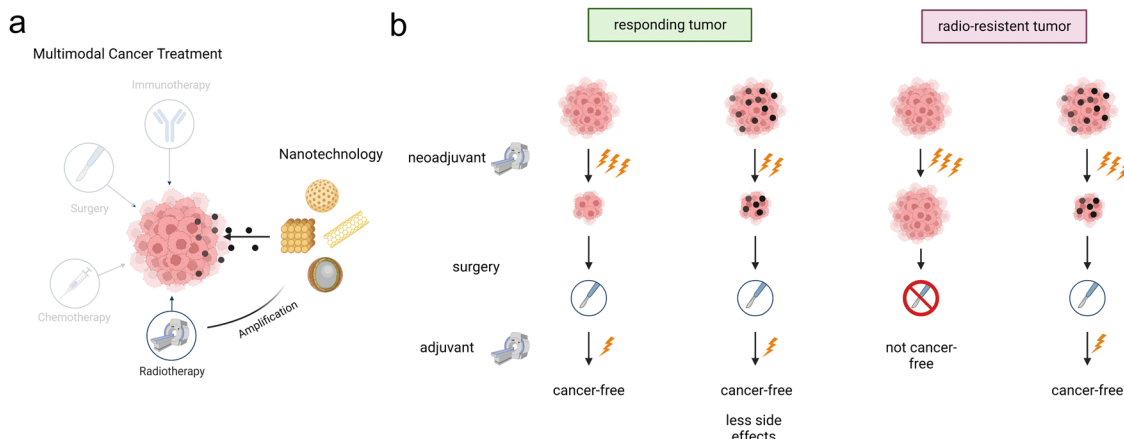 a
Multimodal Cancer Treatment
Immunotherapy
Surgery
Nanotechnology
Chemotherapy
Amplification
Radiotherapy
b
responding tumor
radio-resistent tumor
neoadjuvant
surgery
adjuvant
cancer-free
cancer-free
less side
effects
not cancer-
free
cancer-free